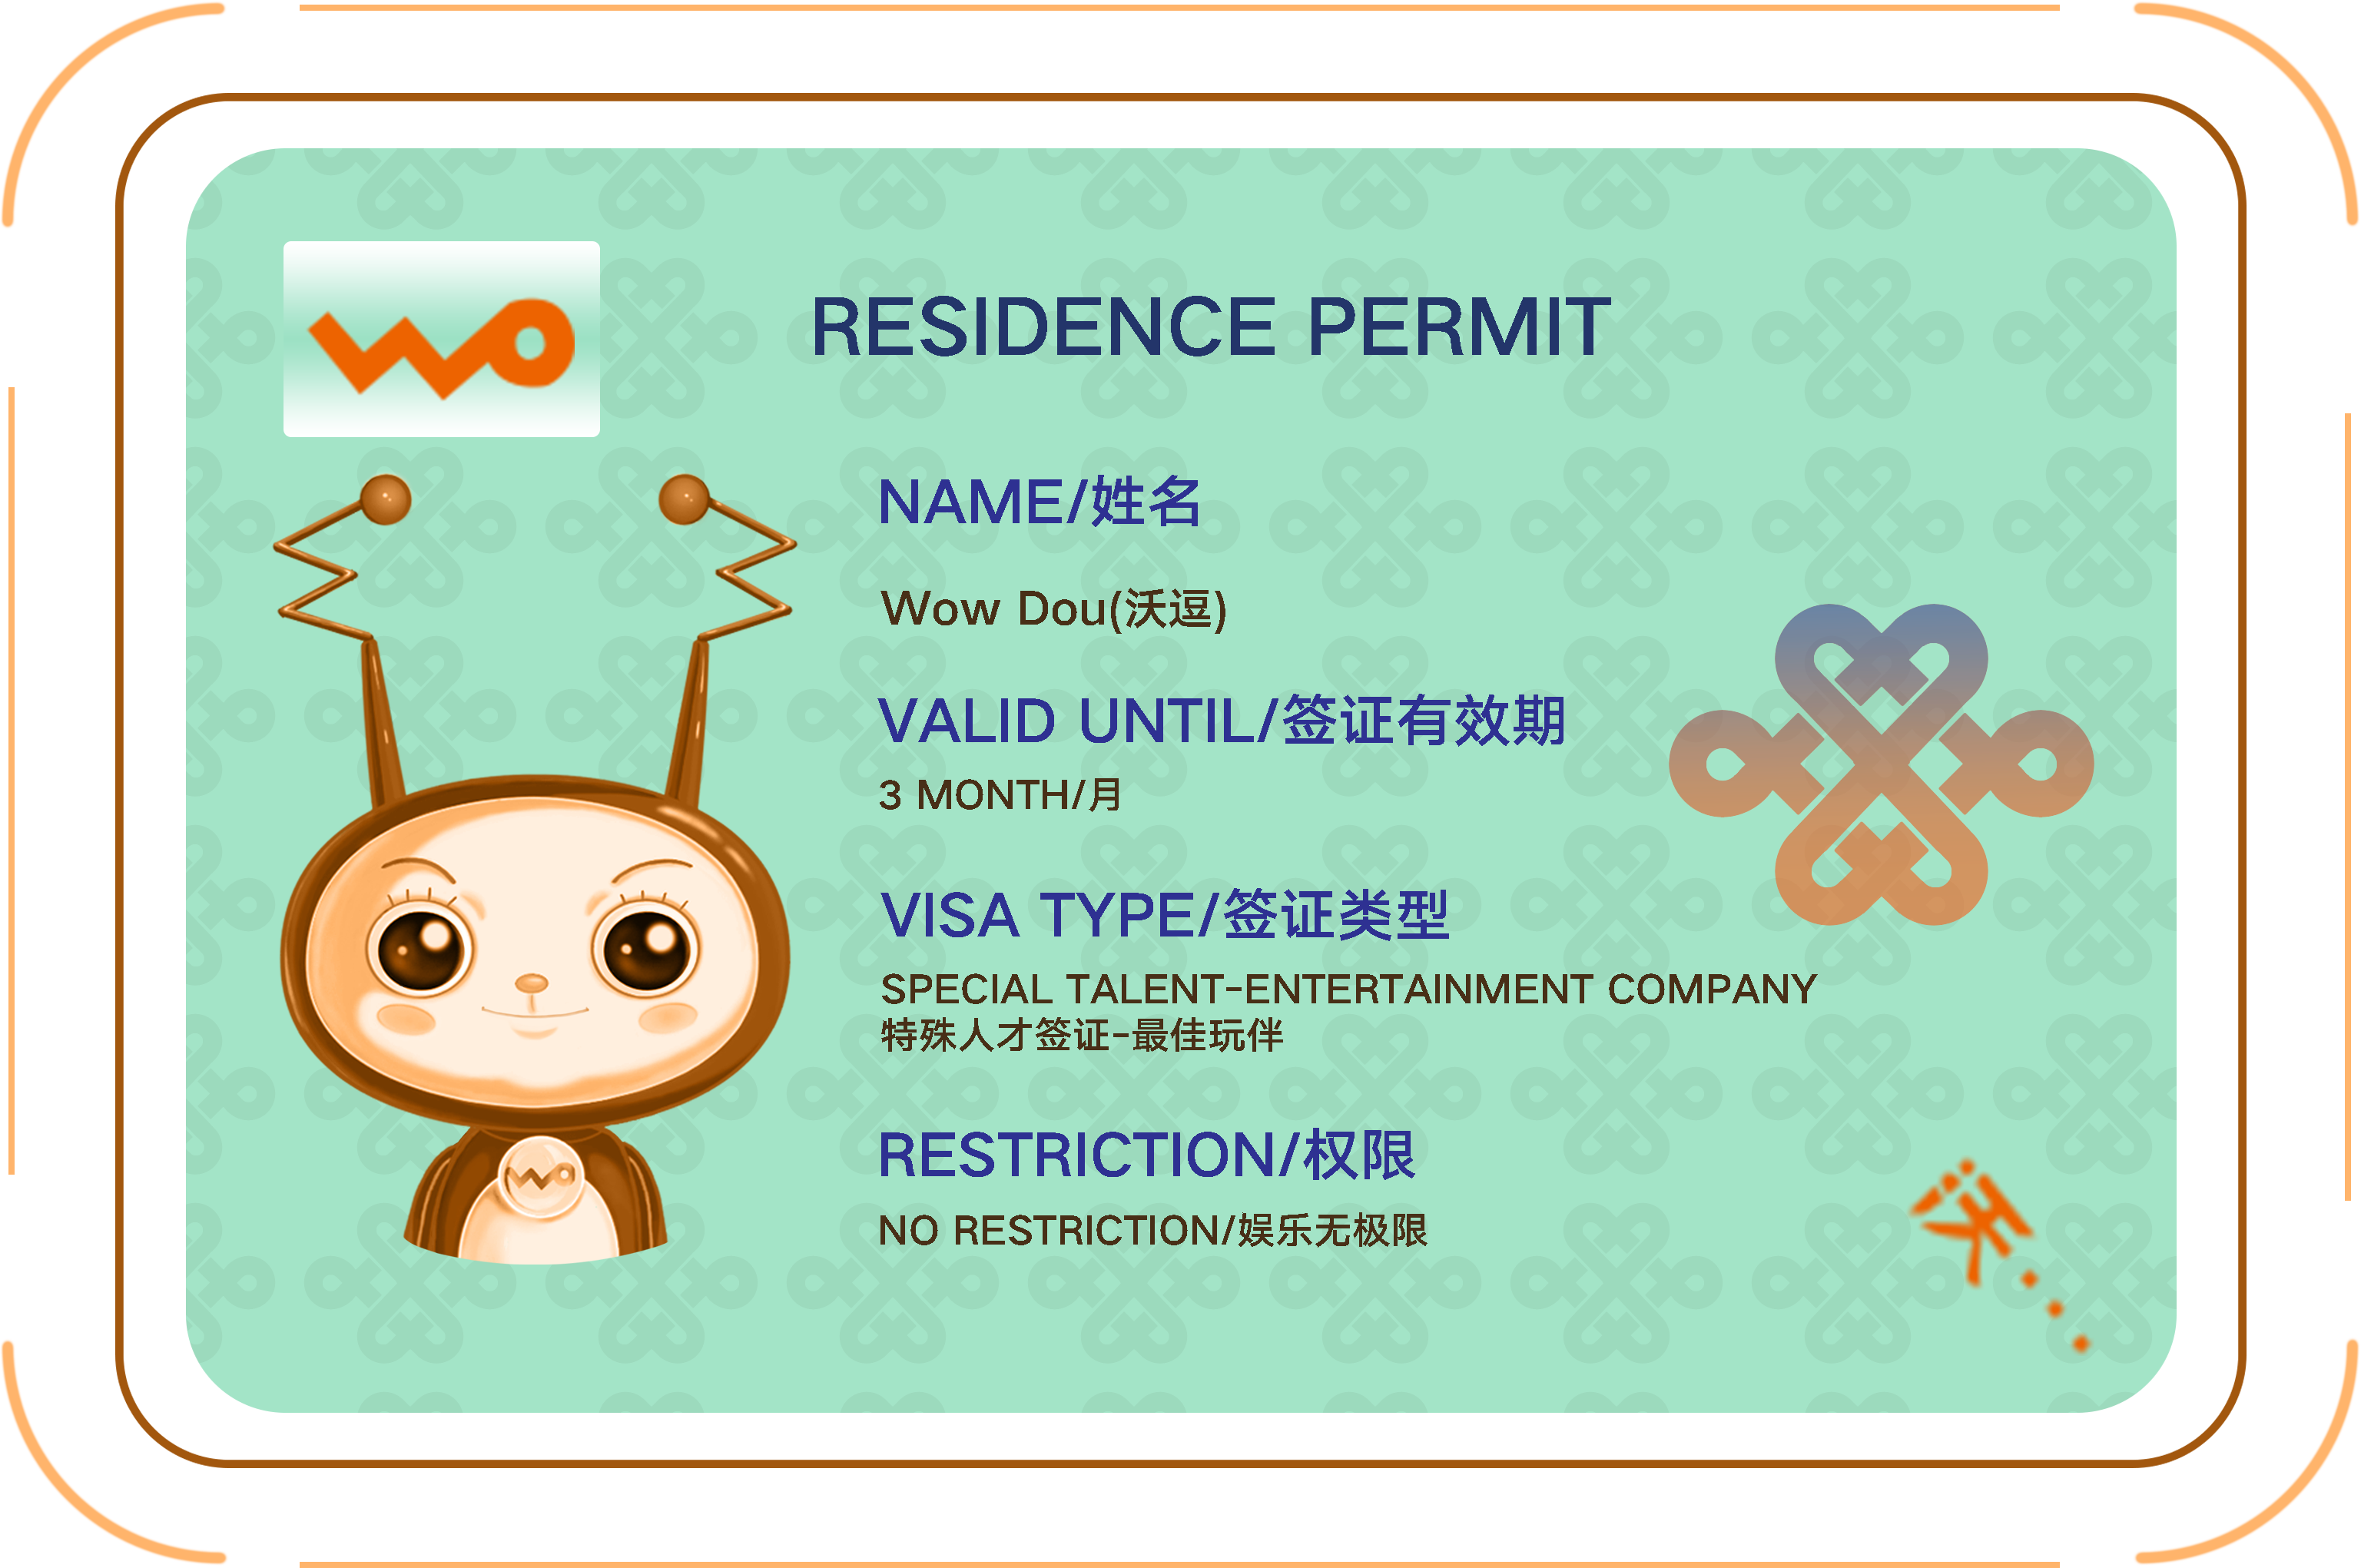 wo
RESIDENCE PERMIT
NAME/姓名
Wow Dou(沃逗)
VALID UNTIL/签证有效期
3 MONTH/月
VISA TYPE/签证类型
SPECIAL TALENT-ENTERTAINMENT COMPANY
特殊人才签证-最佳玩伴
RESTRICTION/权限
NO RESTRICTION/娱乐无极限
wo
沃...